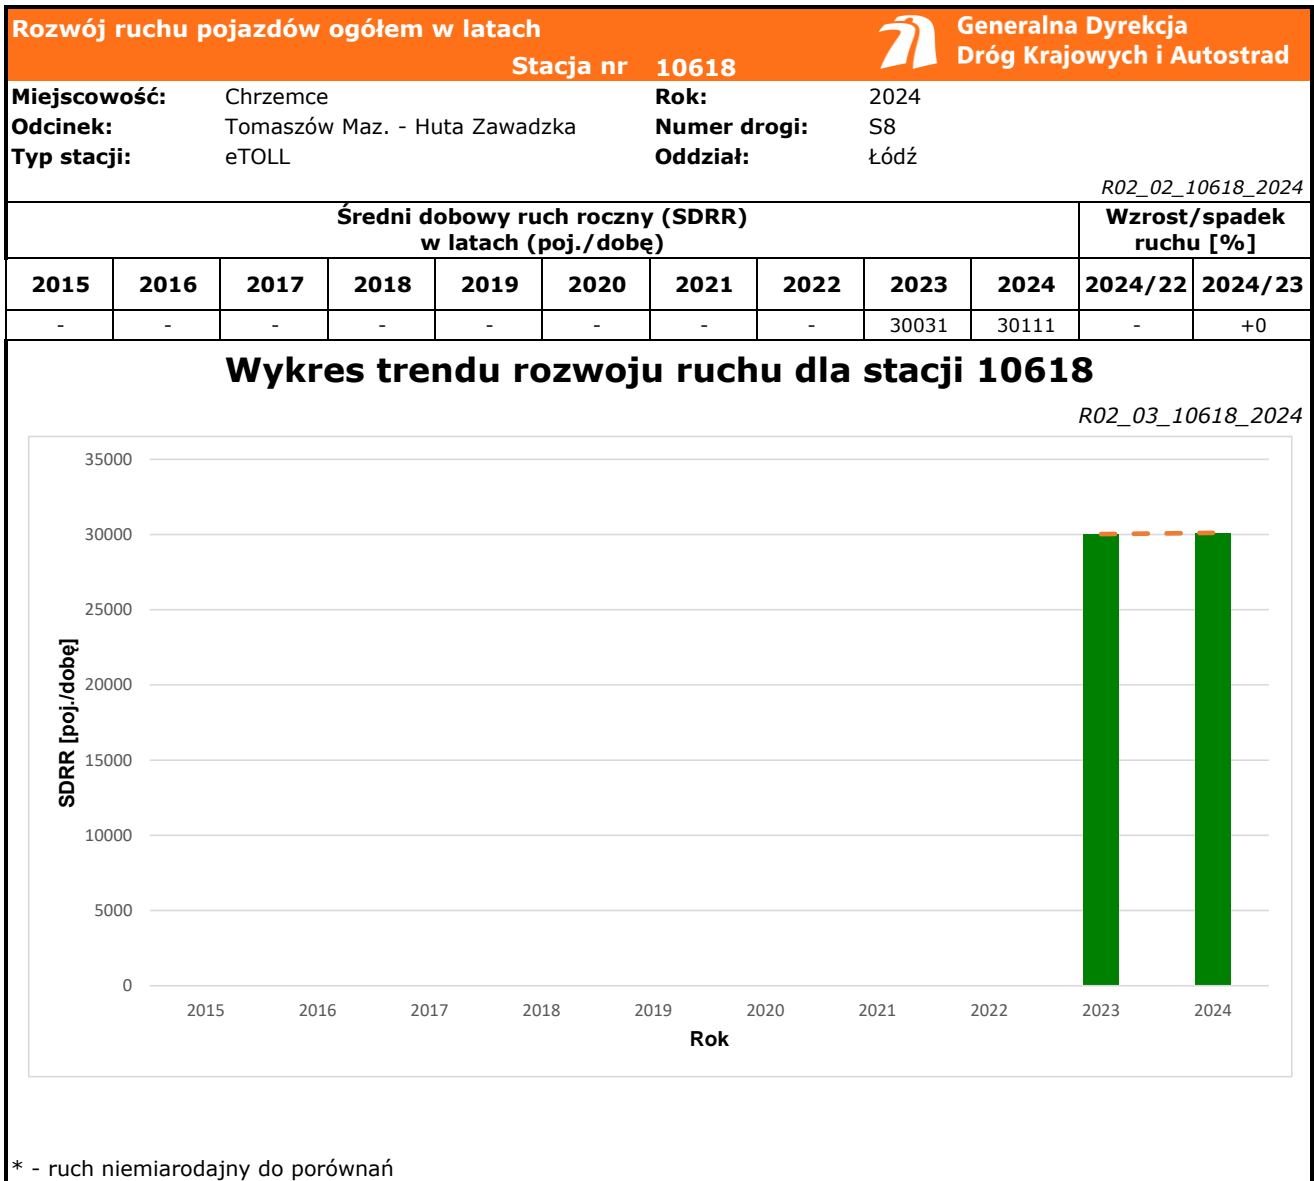 Rozwój ruchu pojazdów ogółem w latach
Generalna Dyrekcja
Dróg Krajowych i Autostrad
Stacja nr 10618
Miejscowość: Chrzemce Rok: 2024
Odcinek: Tomaszów Maz. - Huta Zawadzka Numer drogi: S8
Typ stacji: eTOLL Oddział: Łódź
R02_02_10618_2024
Średni dobowy ruch roczny (SDRR)
w latach (poj./dobę)
Wzrost/spadek
ruchu [%]
2015 2016 2017 2018 2019 2020 2021 2022 2023 2024 2024/22 2024/23
- - - - - - - - 30031 30111 - +0
Wykres trendu rozwoju ruchu dla stacji 10618
R02_03_10618_2024
35000
30000
25000
20000
15000
10000
5000
0
SDRR [poj./dobę]
2015 2016 2017 2018 2019 2020 2021 2022 2023 2024
Rok
* - ruch niemiarodajny do porównań